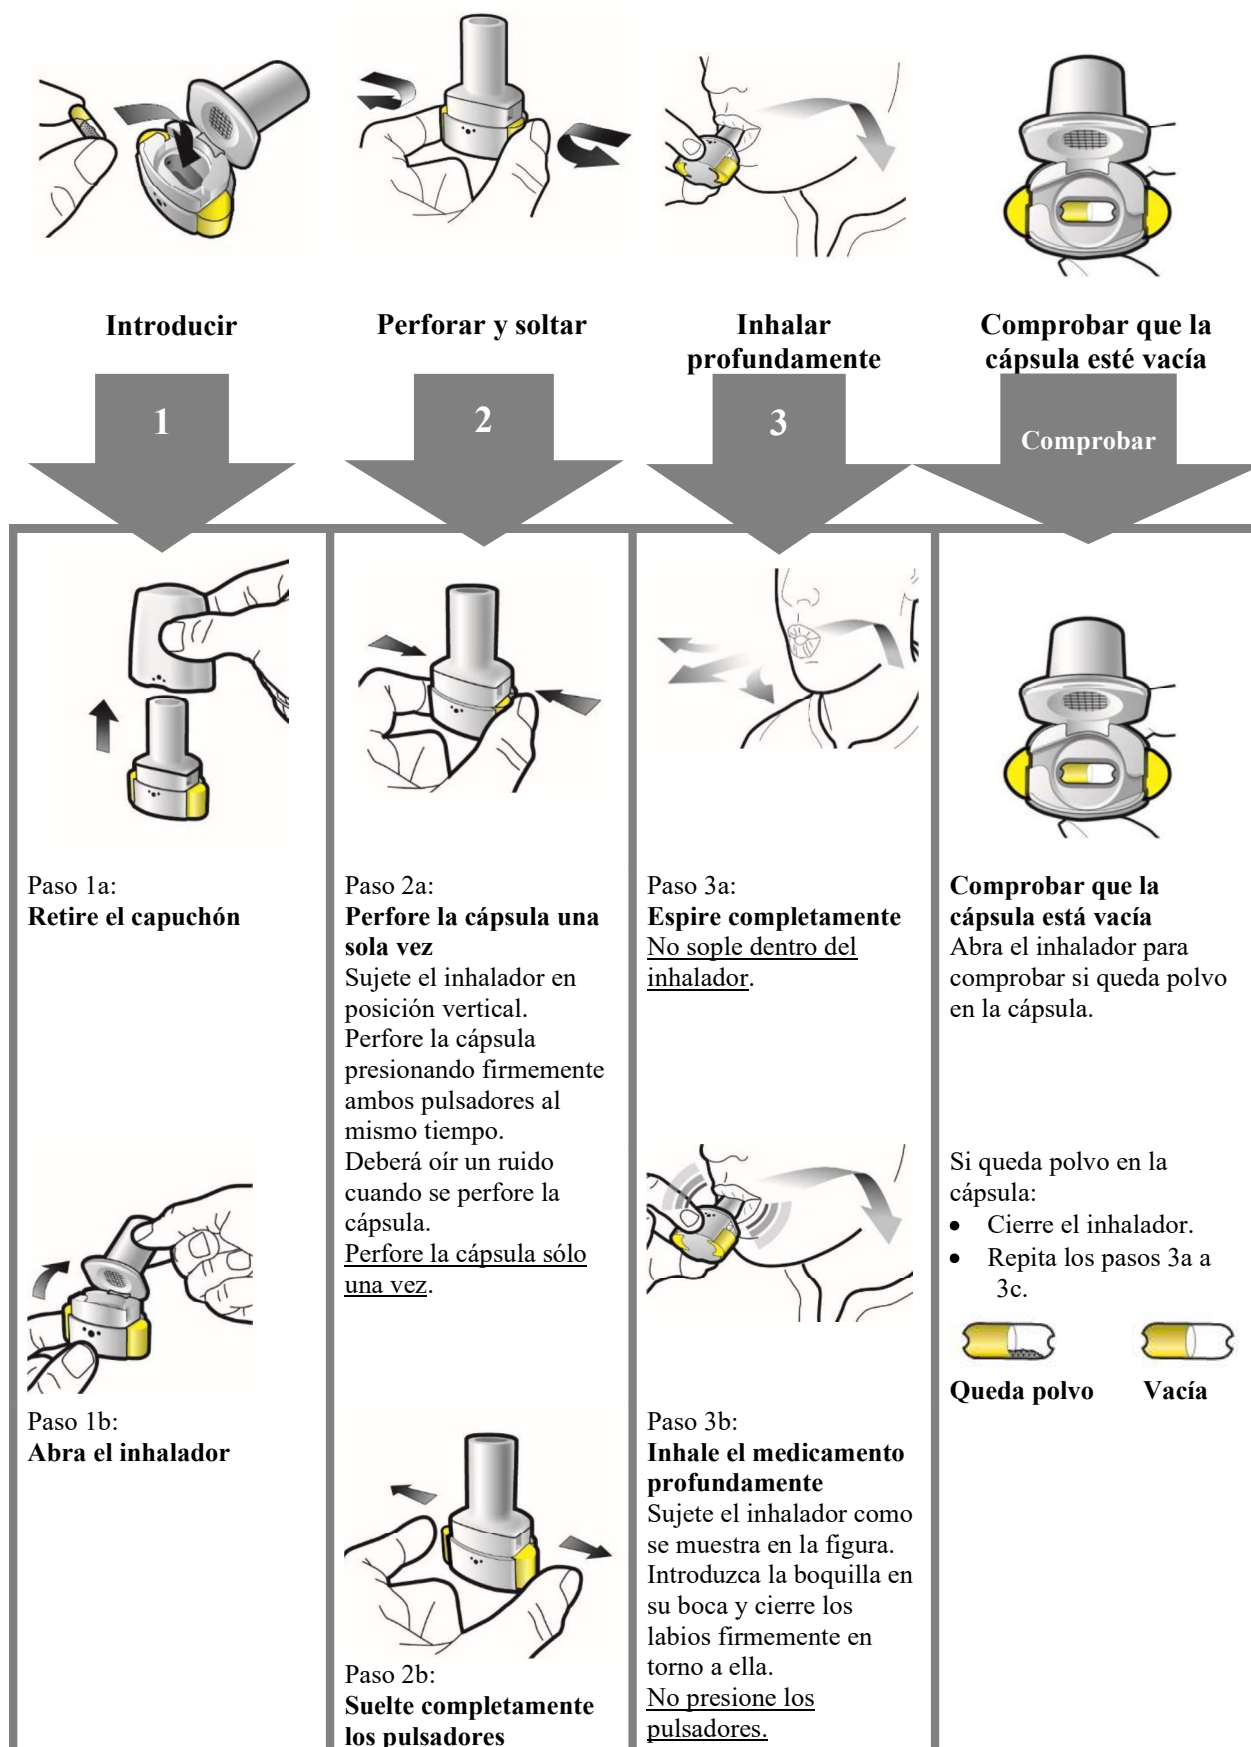 Introducir
Perforar y soltar
Inhalar
profundamente
Comprobar que la
cápsula esté vacía
1
2
3
Comprobar
Paso 1a:
Retire el capuchón
Paso 1b:
Abra el inhalador
Paso 2a:
Perfore la cápsula una
sola vez
Sujete el inhalador en
posición vertical.
Perfore la cápsula
presionando firmemente
ambos pulsadores al
mismo tiempo.
Deberá oír un ruido
cuando se perfore la
cápsula.
Perfore la cápsula sólo
una vez.
Paso 2b:
Suelte completamente
los pulsadores
Paso 3a:
Espire completamente
No sople dentro del
inhalador.
Paso 3b:
Inhale el medicamento
profundamente
Sujete el inhalador como
se muestra en la figura.
Introduzca la boquilla en
su boca y cierre los
labios firmemente en
torno a ella.
No presione los
pulsadores.
Comprobar que la
cápsula está vacía
Abra el inhalador para
comprobar si queda polvo
en la cápsula.
Si queda polvo en la
cápsula:
• Cierre el inhalador.
• Repita los pasos 3a a
3c.
Queda polvo Vacía